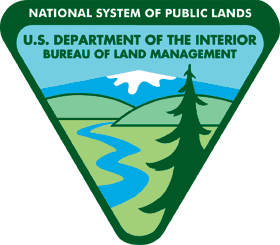 NATIONAL SYSTEM OF PUBLIC LANDS
U.S. DEPARTMENT OF THE INTERIOR
BUREAU OF LAND MANAGEMENT